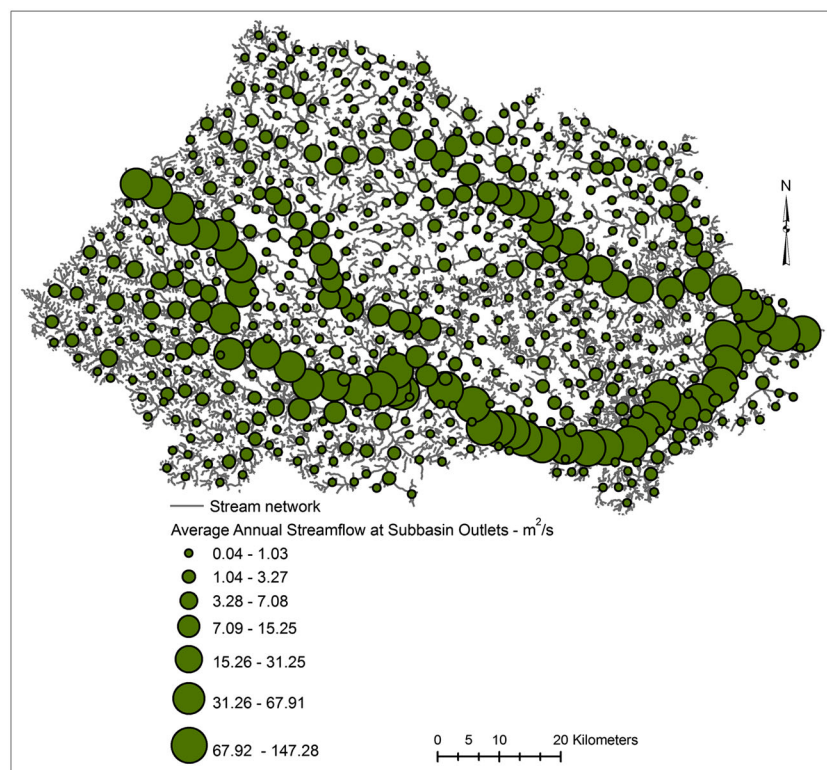 N
Stream network
Average Annual Streamflow at Subbasin Outlets - m²/s
0.04 - 1.03
1.04 - 3.27
3.28 - 7.08
7.09 - 15.25
15.26 - 31.25
31.26 - 67.91
67.92 - 147.28
0 5 10 20 Kilometers